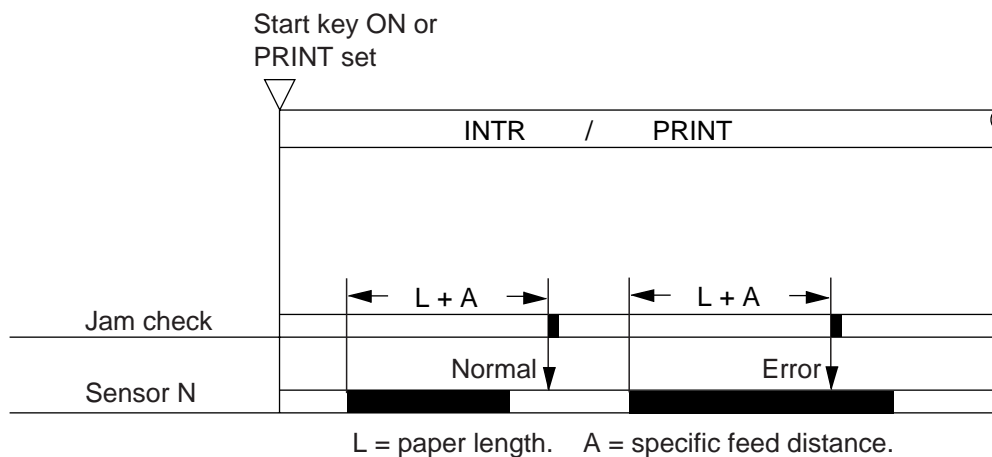 Start key ON or
PRINT set
INTR / PRINT
L + A L + A
Jam check
Normal Error
Sensor N
L = paper length. A = specific feed distance.